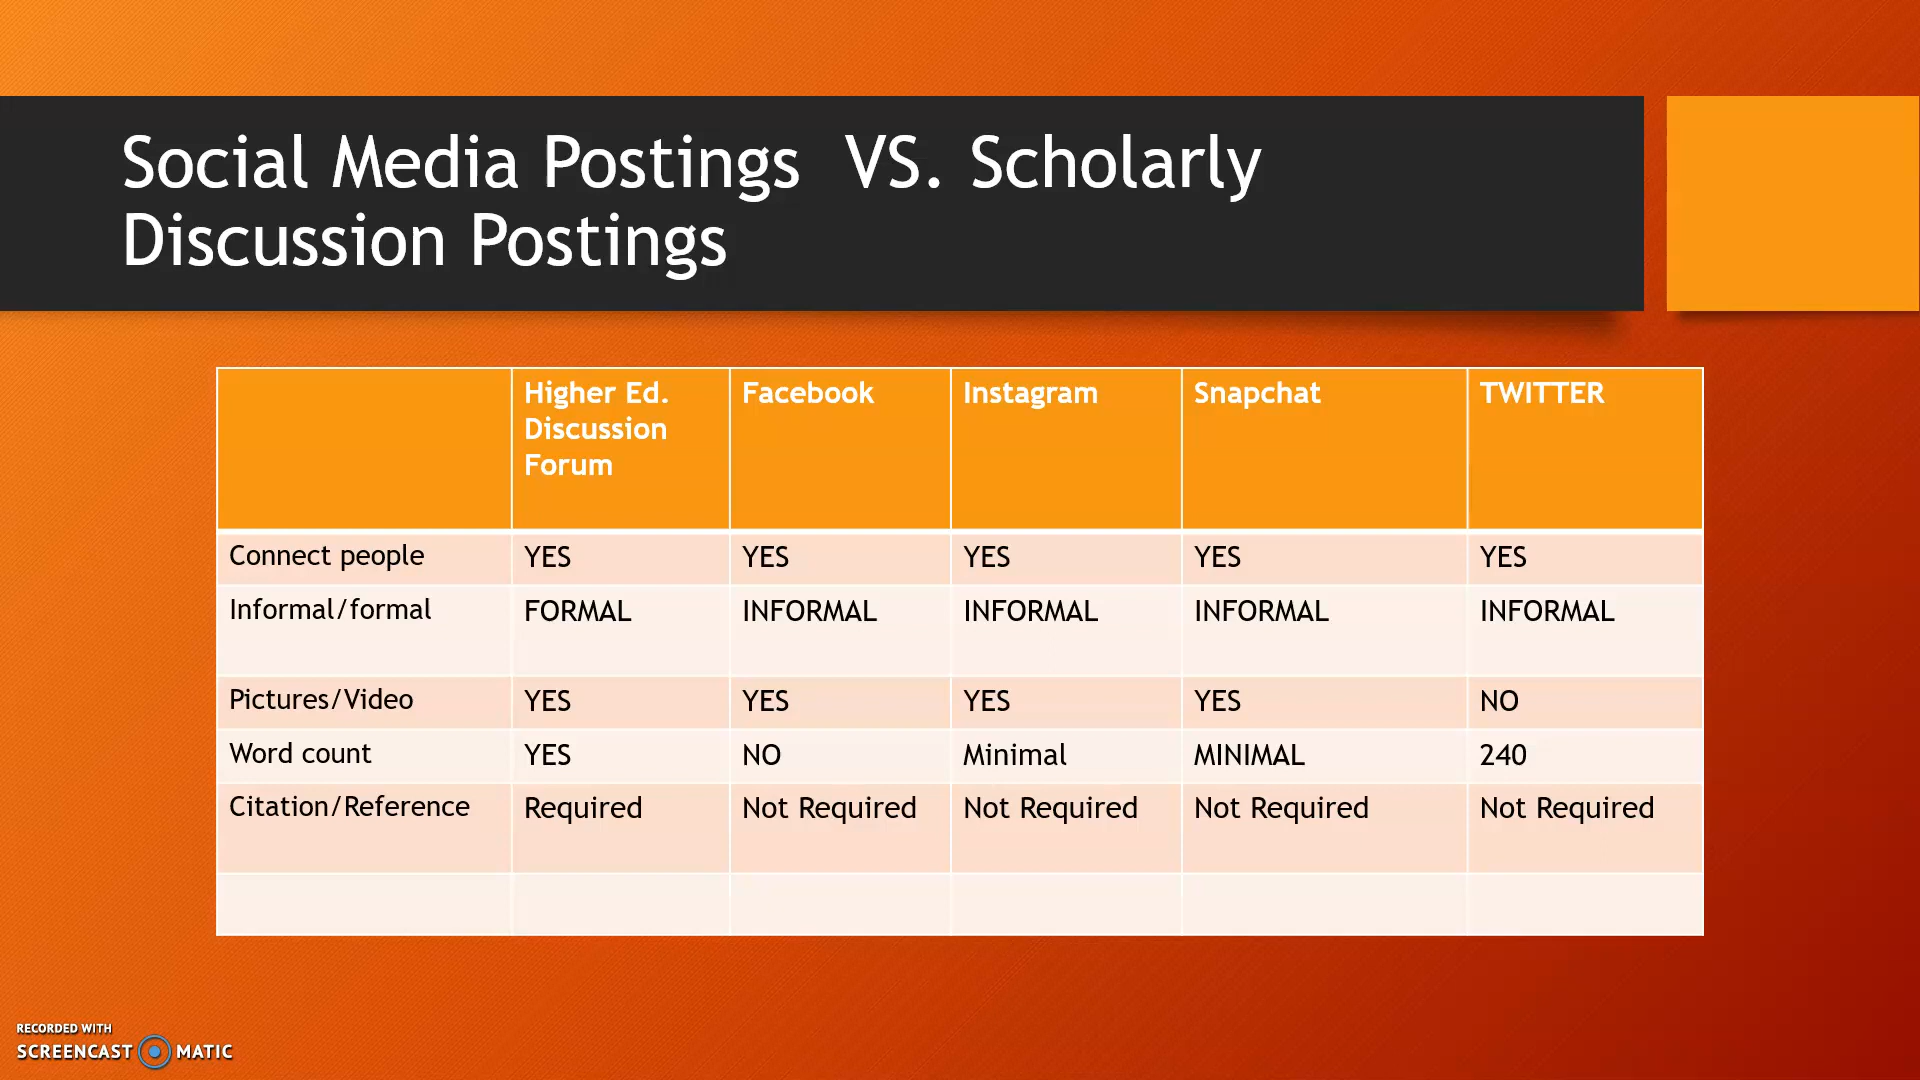 Social Media Postings  VS. Scholarly
Discussion Postings
Higher Ed. Discussion Forum Facebook Instagram Snapchat TWITTER
Connect people YES YES YES YES YES
Informal/formal FORMAL INFORMAL INFORMAL INFORMAL INFORMAL
Pictures/Video YES YES YES YES NO
Word count YES NO Minimal MINIMAL 240
Citation/Reference Required Not Required Not Required Not Required Not Required
RECORDED WITH
SCREENCAST MATIC